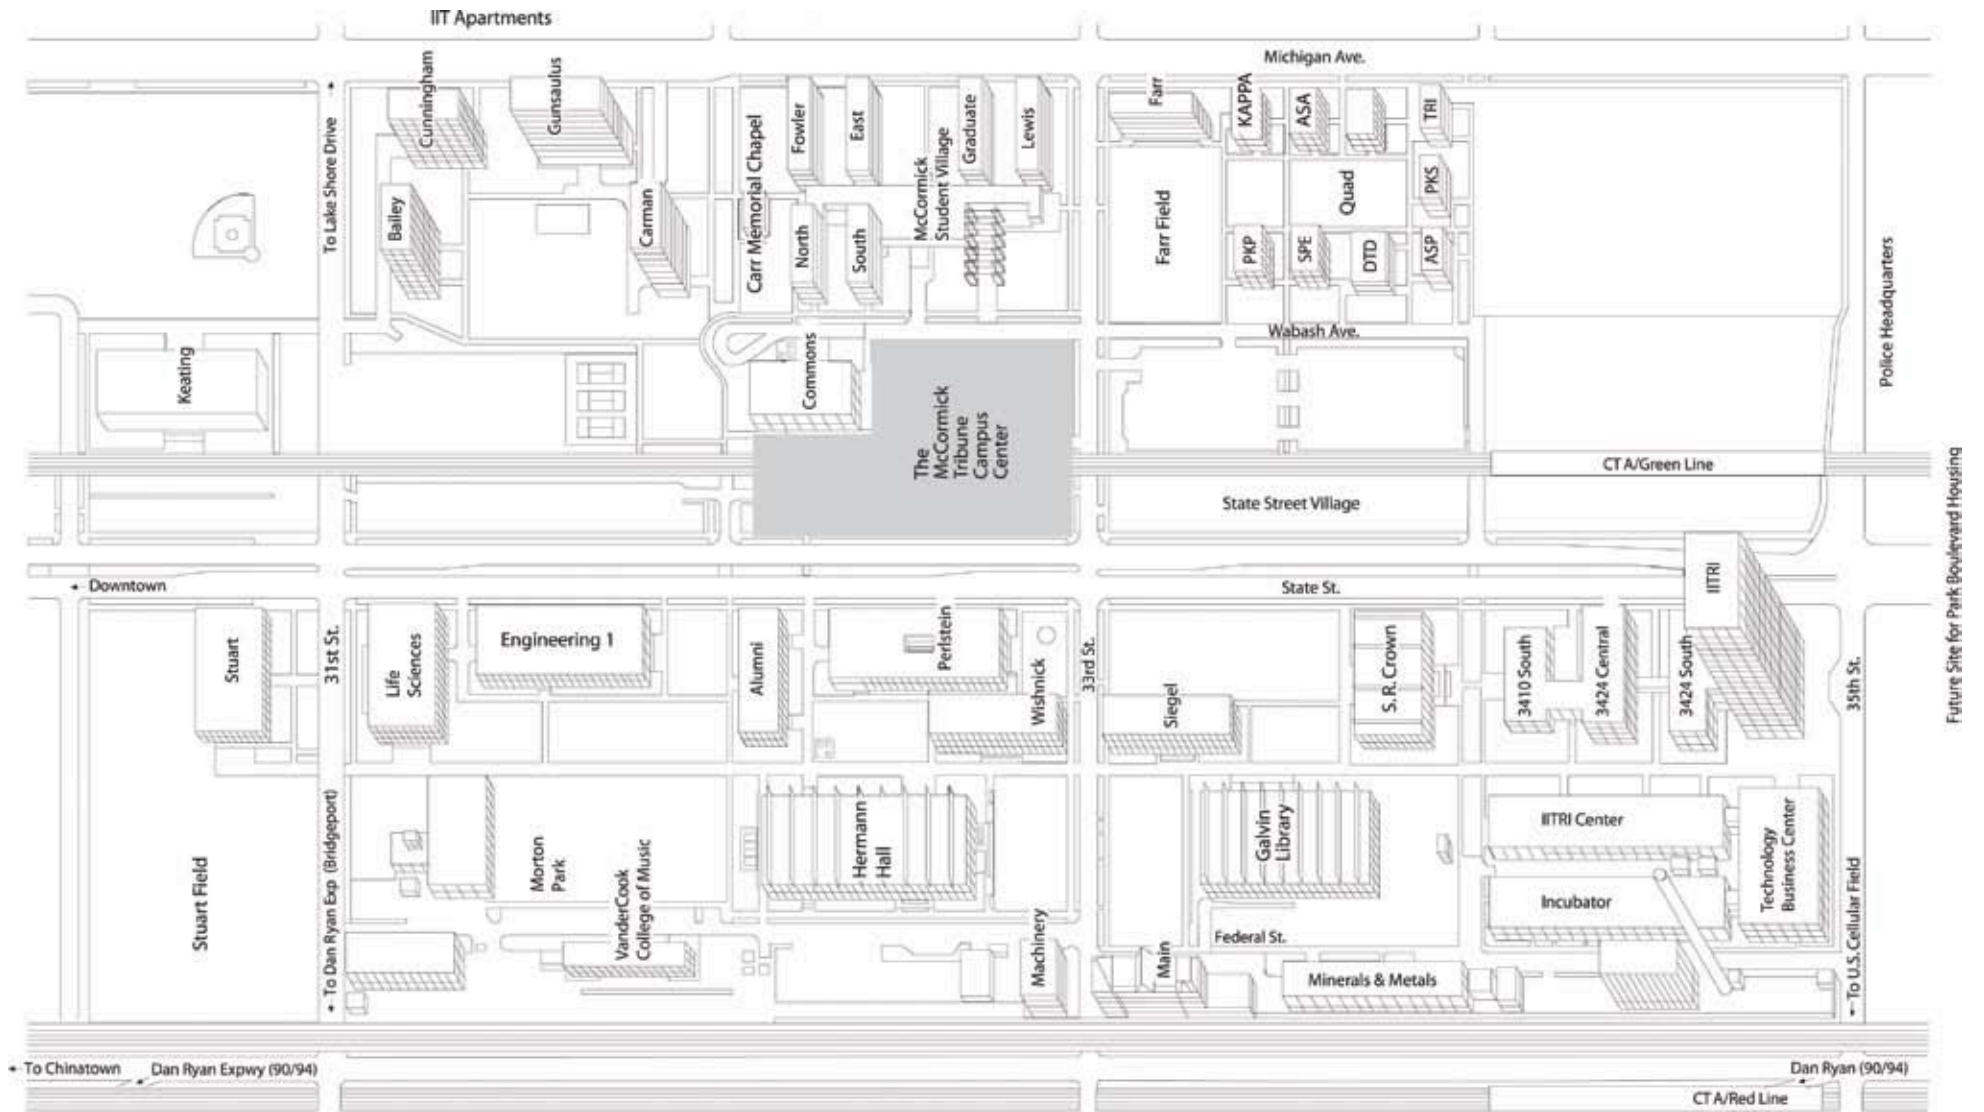 IIT Apartments
Michigan Ave.
To Lake Shore Drive
Cunningham
Gunsaulus
Bailey
Carman
Carr Memorial Chapel
Fowler
East
North
South
McCormick
Student Village
Graduate
Lewis
Farr
Farr Field
KAPPA
ASA
TRI
Quad
PKS
PKP
SPE
DTD
ASP
Wabash Ave.
Keating
Commons
The
McCormick
Tribune
Campus
Center
Police Headquarters
CTA/Green Line
State Street Village
Future Site for Park Boulevard Housing
Downtown
State St.
IITRI
Stuart
31st St.
Life
Sciences
Engineering 1
Alumni
Perlstein
Wishnick
33rd St.
Siegel
S. R. Crown
3410 South
3424 Central
3424 South
35th St.
Stuart Field
To Dan Ryan Exp (Bridgeport)
Morton
Park
VanderCook
College of Music
Hermann
Hall
Machinery
Galvin
Library
Federal St.
Main
Minerals & Metals
IITRI Center
Incubator
Technology
Business Center
To U.S. Cellular Field
To Chinatown
Dan Ryan Expwy (90/94)
Dan Ryan (90/94)
CTA/Red Line